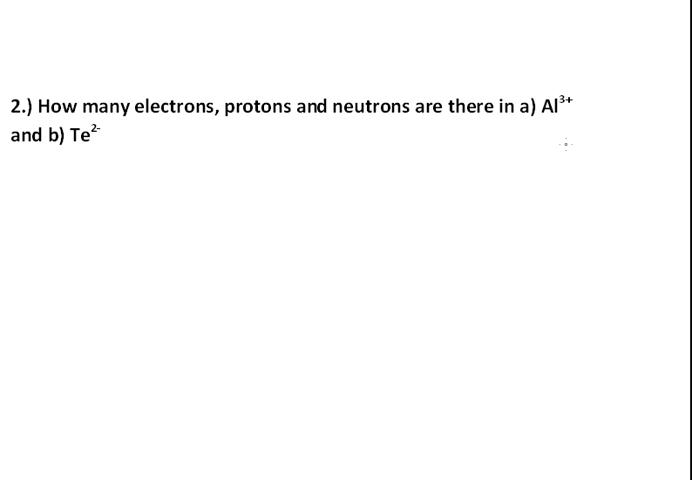 2.) How many electrons, protons and neutrons are there in a) Al³⁺
and b) Te²⁻